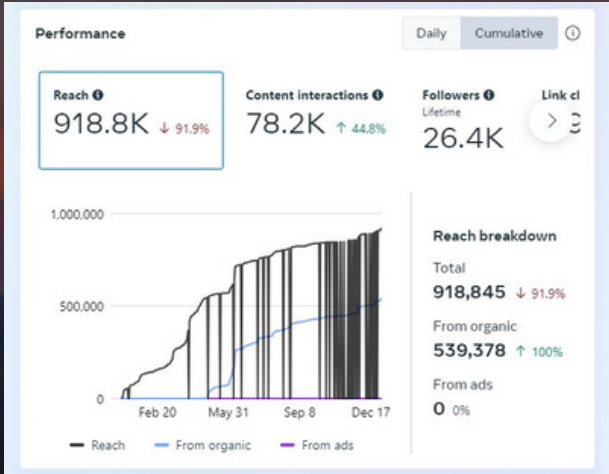 Performance
Daily
Cumulative
Reach
918.8K ↓ 91.9%
Content interactions
78.2K ↑ 44.8%
Followers
Lifetime
26.4K
Link cl
1,000,000
500,000
0
Feb 20 May 31 Sep 8 Dec 17
Reach From organic From ads
Reach breakdown
Total
918,845 ↓ 91.9%
From organic
539,378 ↑ 100%
From ads
0 0%